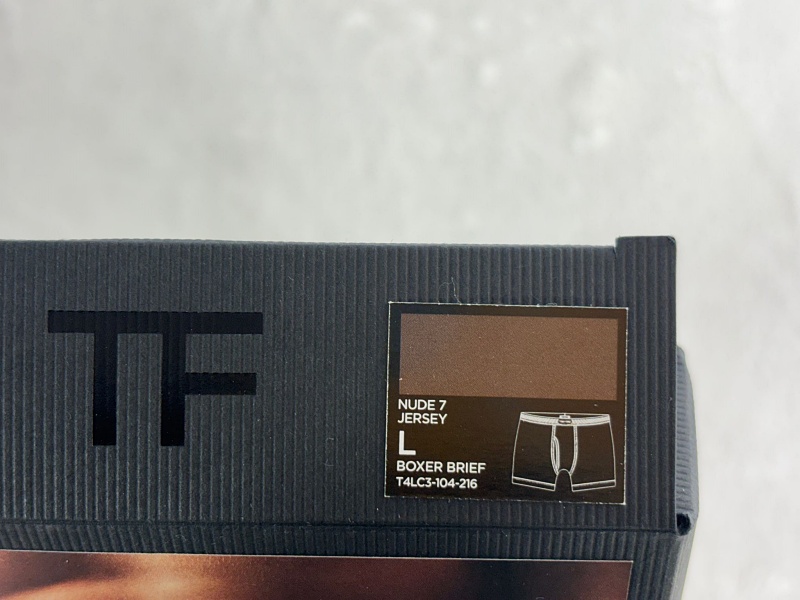 TF
NUDE 7
JERSEY
L
BOXER BRIEF
T4LC3-104-216